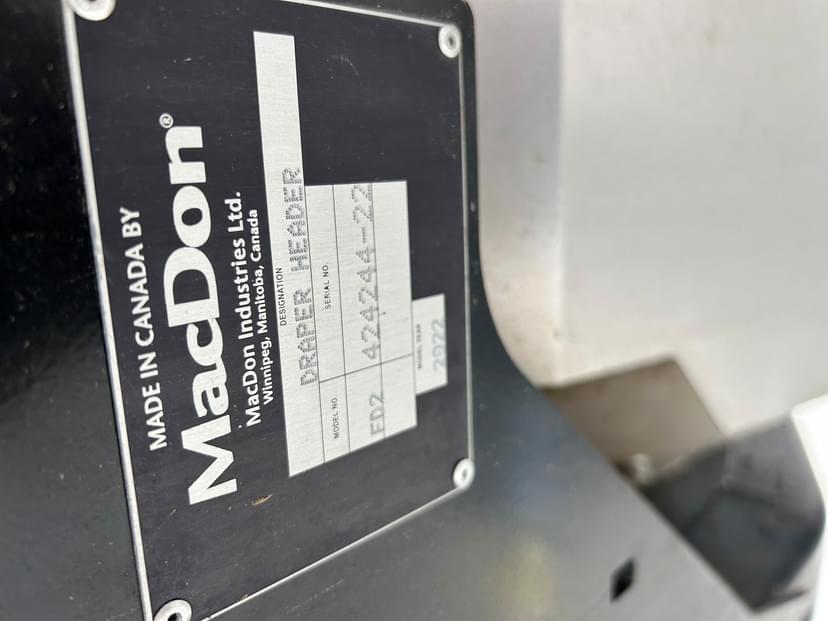 MADE IN CANADA BY
MacDon®
MacDon Industries Ltd.
Winnipeg, Manitoba, Canada
DESIGNATION
DRAPER HEADER
MODEL NO. SERIAL NO.
FD2 424244-22
MODEL YEAR
2022